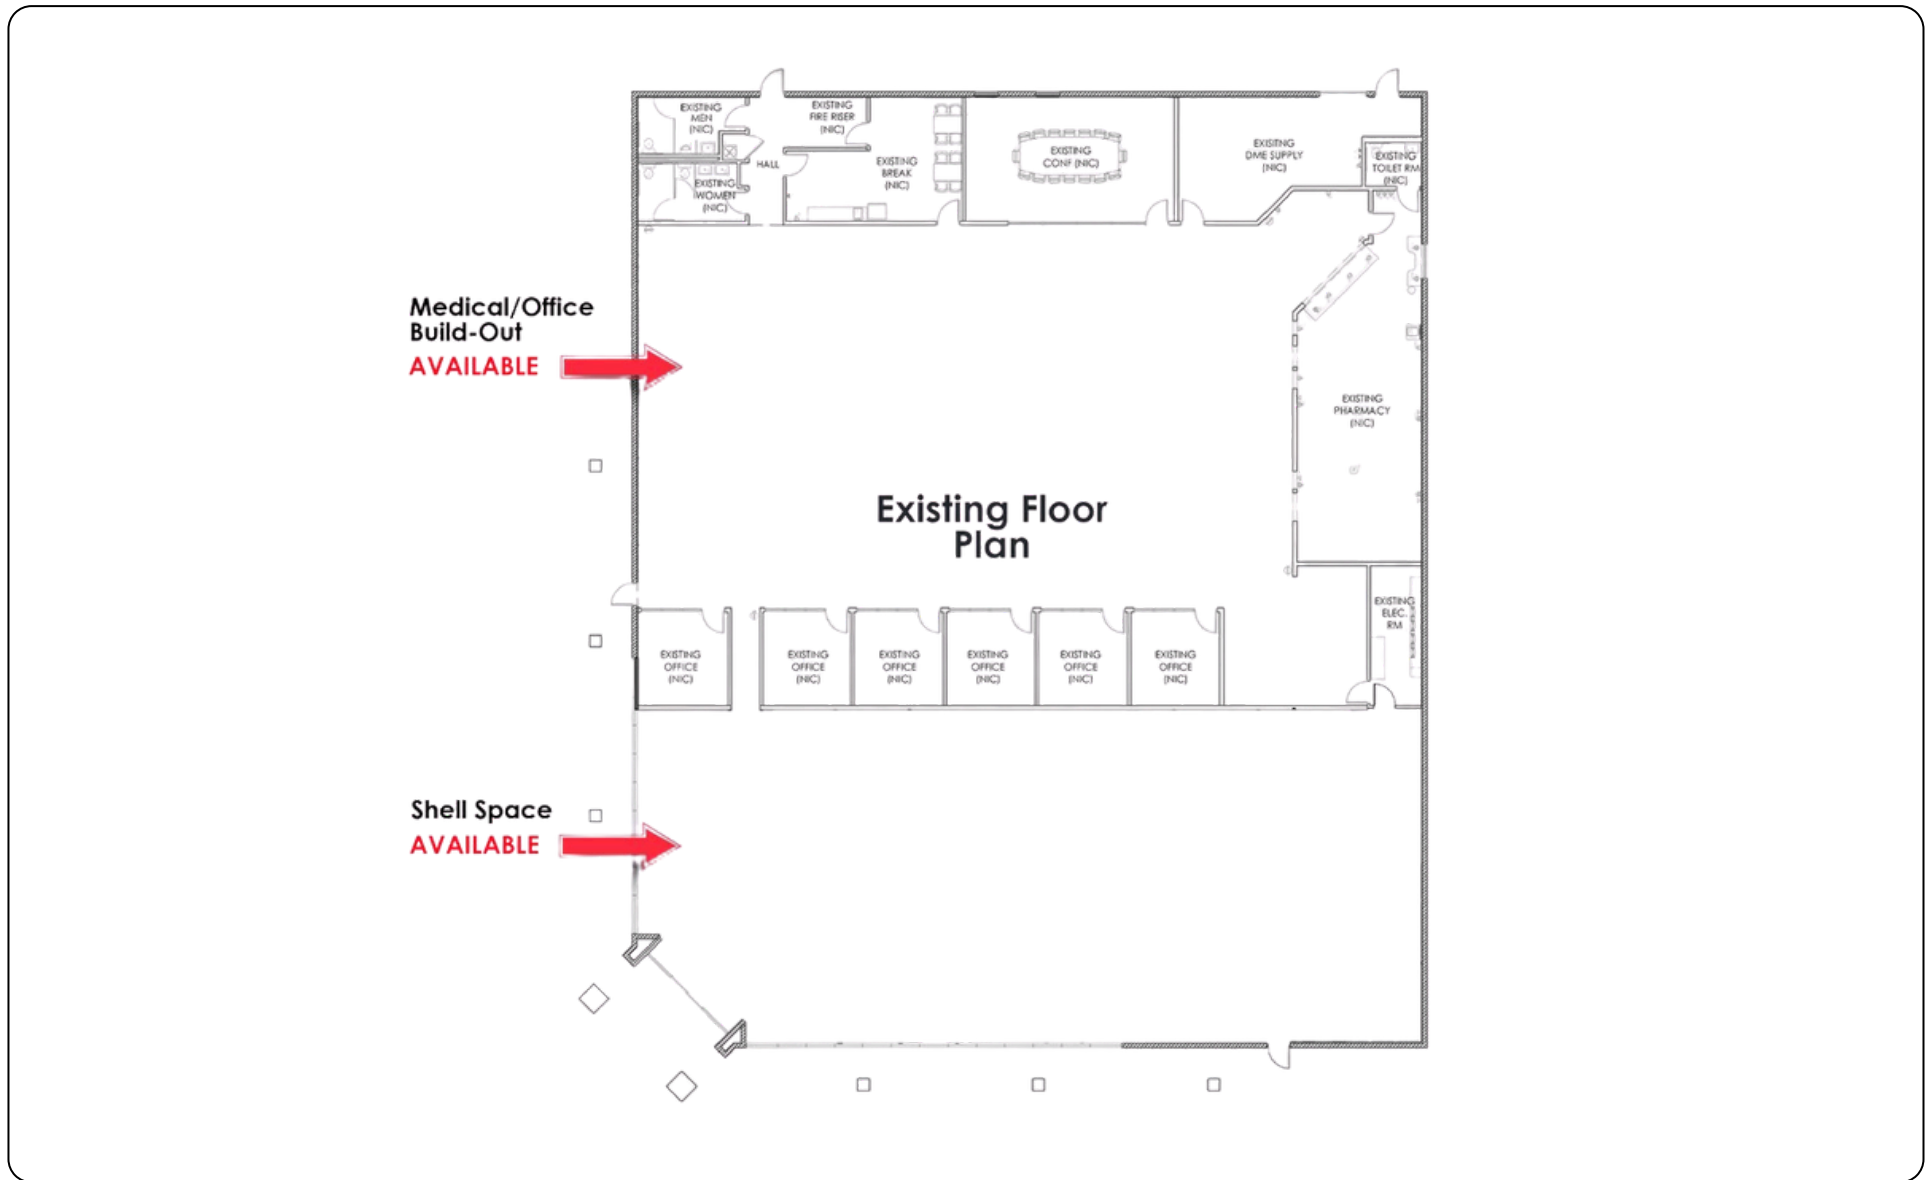 EXISTING
MEN
(NIC)
EXISTING
FIRE RISER
(NIC)
HALL
EXISTING
WOMEN
(NIC)
EXISTING
BREAK
(NIC)
EXISTING
CONF (NIC)
EXISITNG
DME SUPPLY
(NIC)
EXISTING
TOILET RM
(NIC)
Medical/Office
Build-Out
AVAILABLE
EXISTING
PHARMACY
(NIC)
Existing Floor
Plan
EXISTING
ELEC.
RM
EXISTING
OFFICE
(NIC)
EXISTING
OFFICE
(NIC)
EXISTING
OFFICE
(NIC)
EXISTING
OFFICE
(NIC)
EXISTING
OFFICE
(NIC)
EXISTING
OFFICE
(NIC)
Shell Space
AVAILABLE